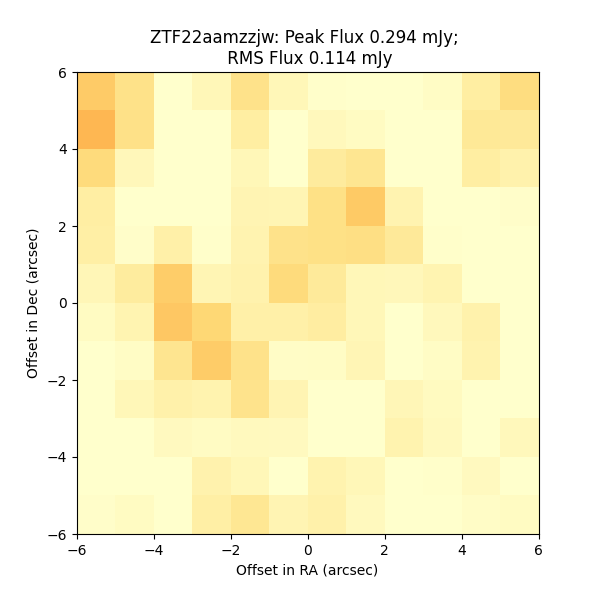 ZTF22aamzzjw: Peak Flux 0.294 mJy;
RMS Flux 0.114 mJy
6
4
2
0
−2
−4
−6
Offset in Dec (arcsec)
−6 −4 −2 0 2 4 6
Offset in RA (arcsec)